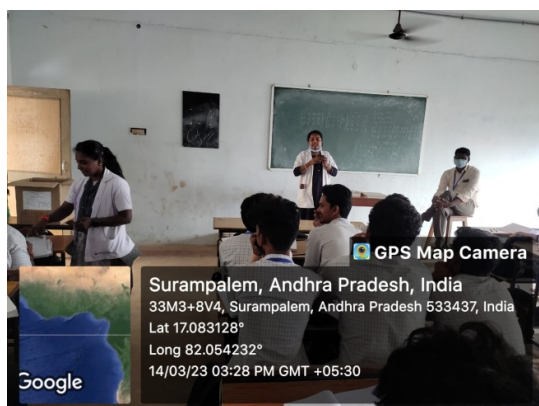 GPS Map Camera
Surampalem, Andhra Pradesh, India
33M3+8V4, Surampalem, Andhra Pradesh 533437, India
Lat 17.083128°
Long 82.054232°
14/03/23 03:28 PM GMT +05:30
Google